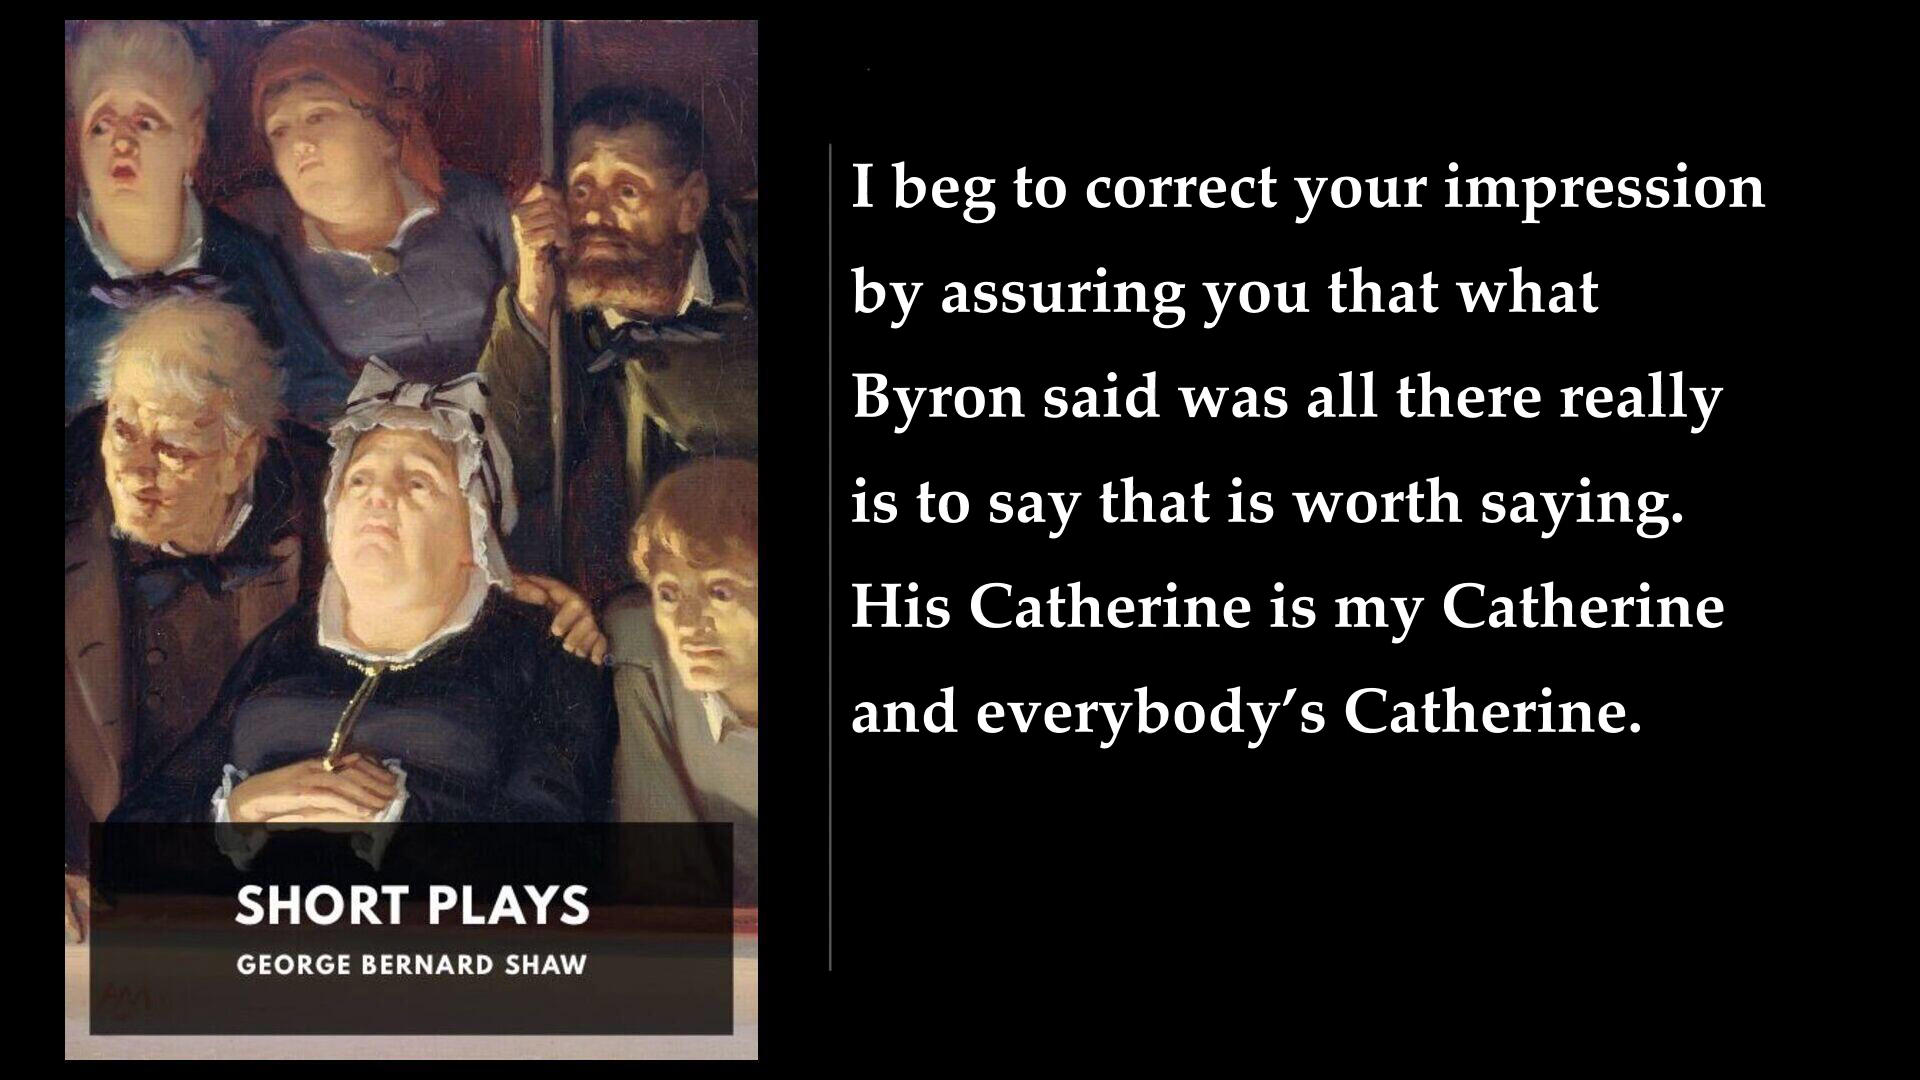 SHORT PLAYS
GEORGE BERNARD SHAW
I beg to correct your impression
by assuring you that what
Byron said was all there really
is to say that is worth saying.
His Catherine is my Catherine
and everybody’s Catherine.